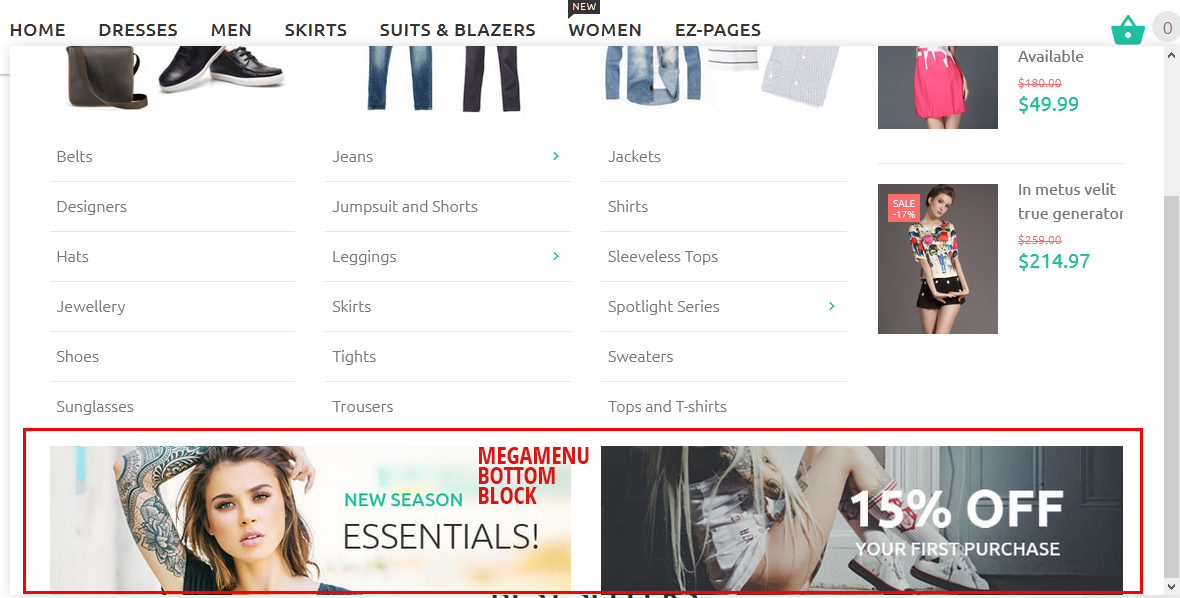 NEW
HOME DRESSES MEN SKIRTS SUITS & BLAZERS WOMEN EZ-PAGES 0
Available
$180.00
$49.99
Belts
Designers
Hats
Jewellery
Shoes
Sunglasses
Jeans
Jumpsuit and Shorts
Leggings
Skirts
Tights
Trousers
Jackets
Shirts
Sleeveless Tops
Spotlight Series
Sweaters
Tops and T-shirts
SALE
-17%
In metus velit
true generator
$259.00
$214.97
NEW SEASON
ESSENTIALS!
MEGAMENU
BOTTOM
BLOCK
15% OFF
YOUR FIRST PURCHASE